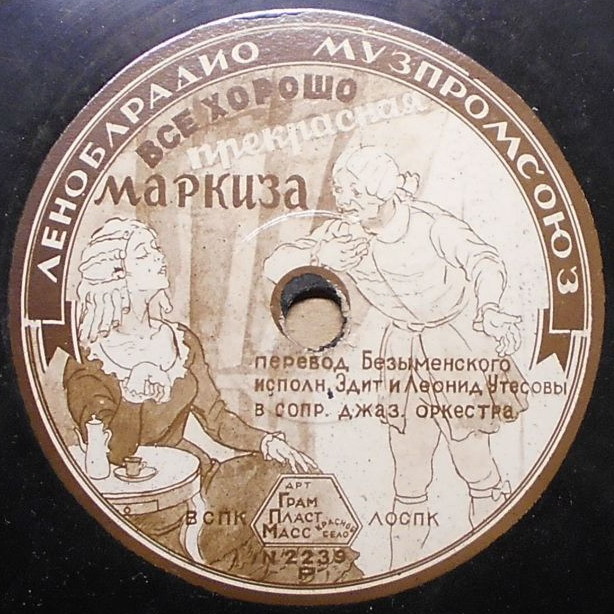 ЛЕНОБЛРАДИО МУЗПРОМСОЮЗ
ВСЕ ХОРОШО
прекрасная
МАРКИЗА
перевод Безыменского
исполн. Эдит и Леонид Утесовы
в сопр. джаз. оркестра
ВСПК ЛОСПК
АРТ
ГРАМ
ПЛАСТ
МАСС
КРАСНОЕ
СЕЛО
N 2239